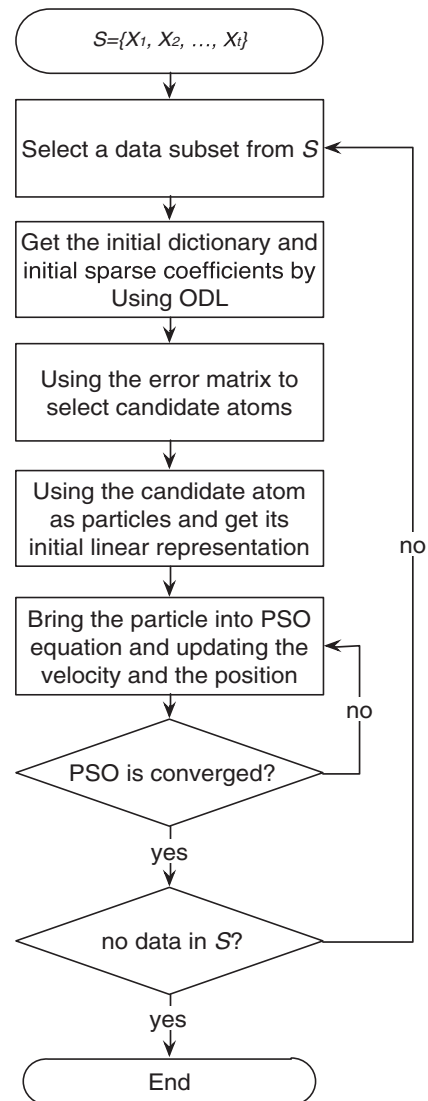 S={X1, X2, …, Xt}
Select a data subset from S
Get the initial dictionary and
initial sparse coefficients by
Using ODL
Using the error matrix to
select candidate atoms
Using the candidate atom
as particles and get its
initial linear representation
no
Bring the particle into PSO
equation and updating the
velocity and the position
no
PSO is converged?
yes
no data in S?
yes
End